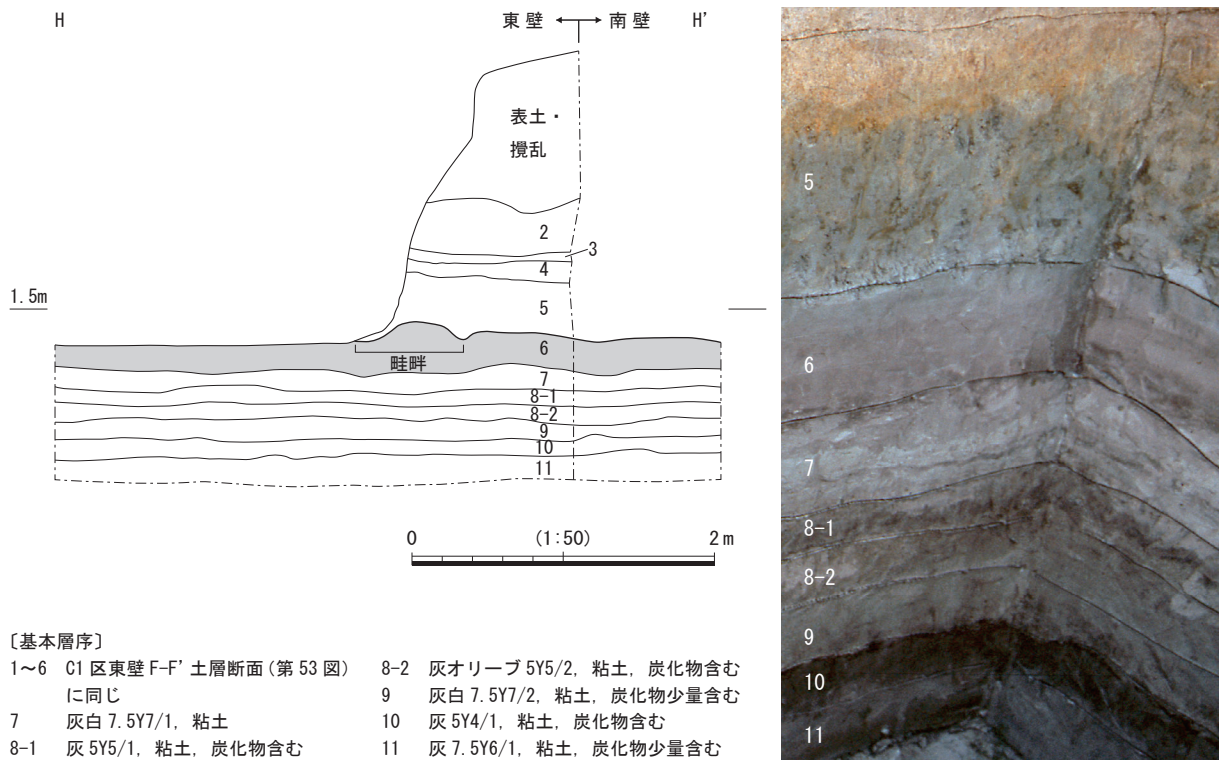 H 東壁 ←→ 南壁 H’
表土・
攪乱
2
3
4
1.5m
5
6
畦畔
7
8-1
8-2
9
10
11
0 (1:50) 2m
〔基本層序〕
1～6 C1 区東壁 F-F’ 土層断面(第 53 図)
に同じ
7 灰白 7.5Y7/1, 粘土
8-1 灰 5Y5/1, 粘土, 炭化物含む
8-2 灰オリーブ 5Y5/2, 粘土, 炭化物含む
9 灰白 7.5Y7/2, 粘土, 炭化物少量含む
10 灰 5Y4/1, 粘土, 炭化物含む
11 灰 7.5Y6/1, 粘土, 炭化物少量含む
5
6
7
8-1
8-2
9
10
11